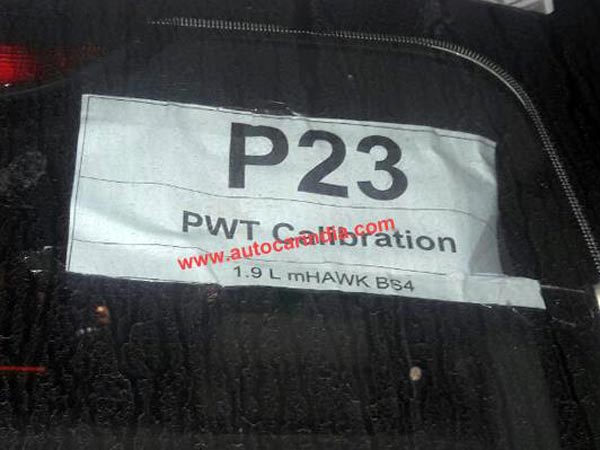 P23
PWT Calibration
www.autocarindia.com
1.9 L mHAWK BS4